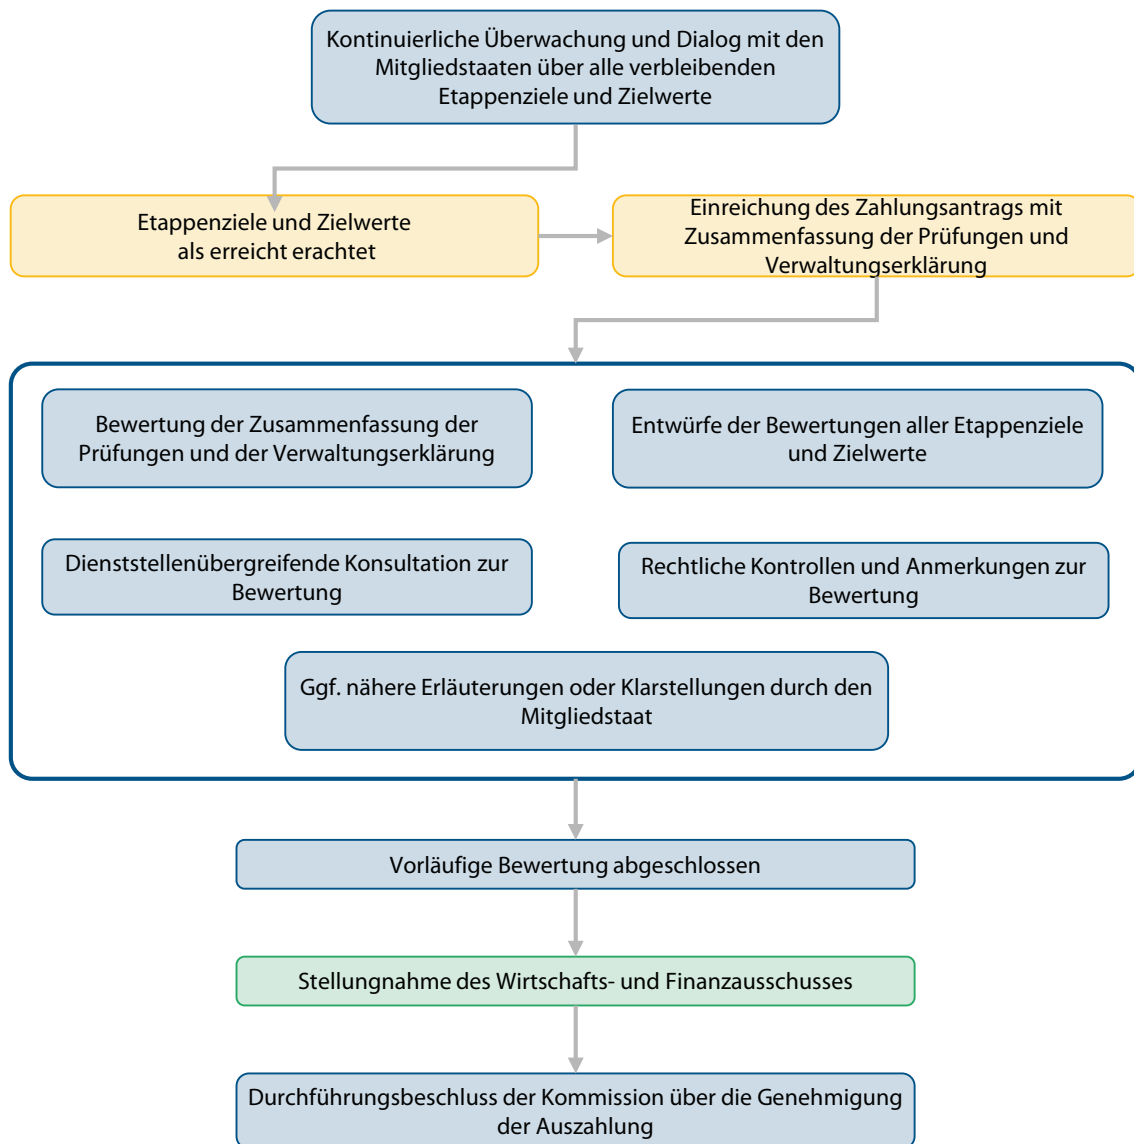 Kontinuierliche Überwachung und Dialog mit den
Mitgliedstaaten über alle verbleibenden
Etappenziele und Zielwerte
Etappenziele und Zielwerte
als erreicht erachtet
Einreichung des Zahlungsantrags mit
Zusammenfassung der Prüfungen und
Verwaltungserklärung
Bewertung der Zusammenfassung der
Prüfungen und der Verwaltungserklärung
Entwürfe der Bewertungen aller Etappenziele
und Zielwerte
Dienststellenübergreifende Konsultation zur
Bewertung
Rechtliche Kontrollen und Anmerkungen zur
Bewertung
Ggf. nähere Erläuterungen oder Klarstellungen durch den
Mitgliedstaat
Vorläufige Bewertung abgeschlossen
Stellungnahme des Wirtschafts- und Finanzausschusses
Durchführungsbeschluss der Kommission über die Genehmigung
der Auszahlung